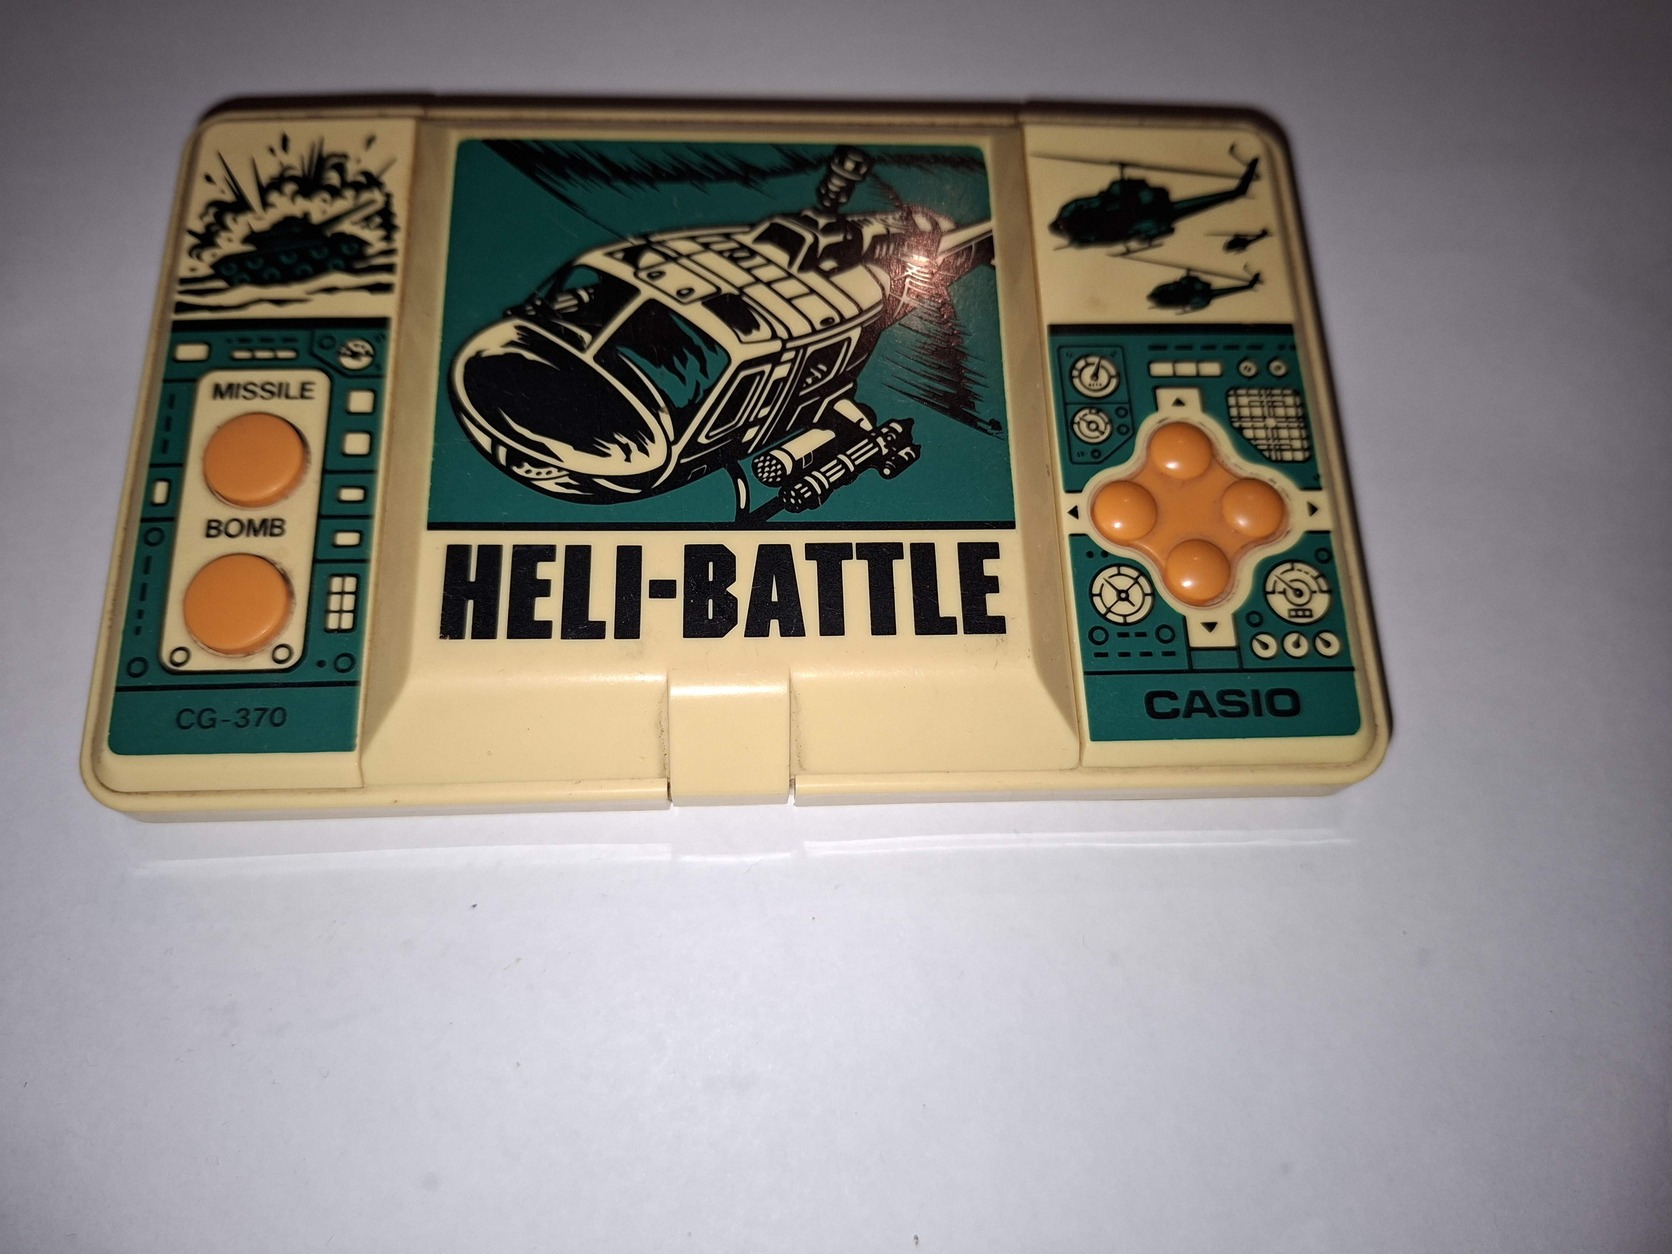 MISSILE
BOMB
CG-370
HELI-BATTLE
CASIO